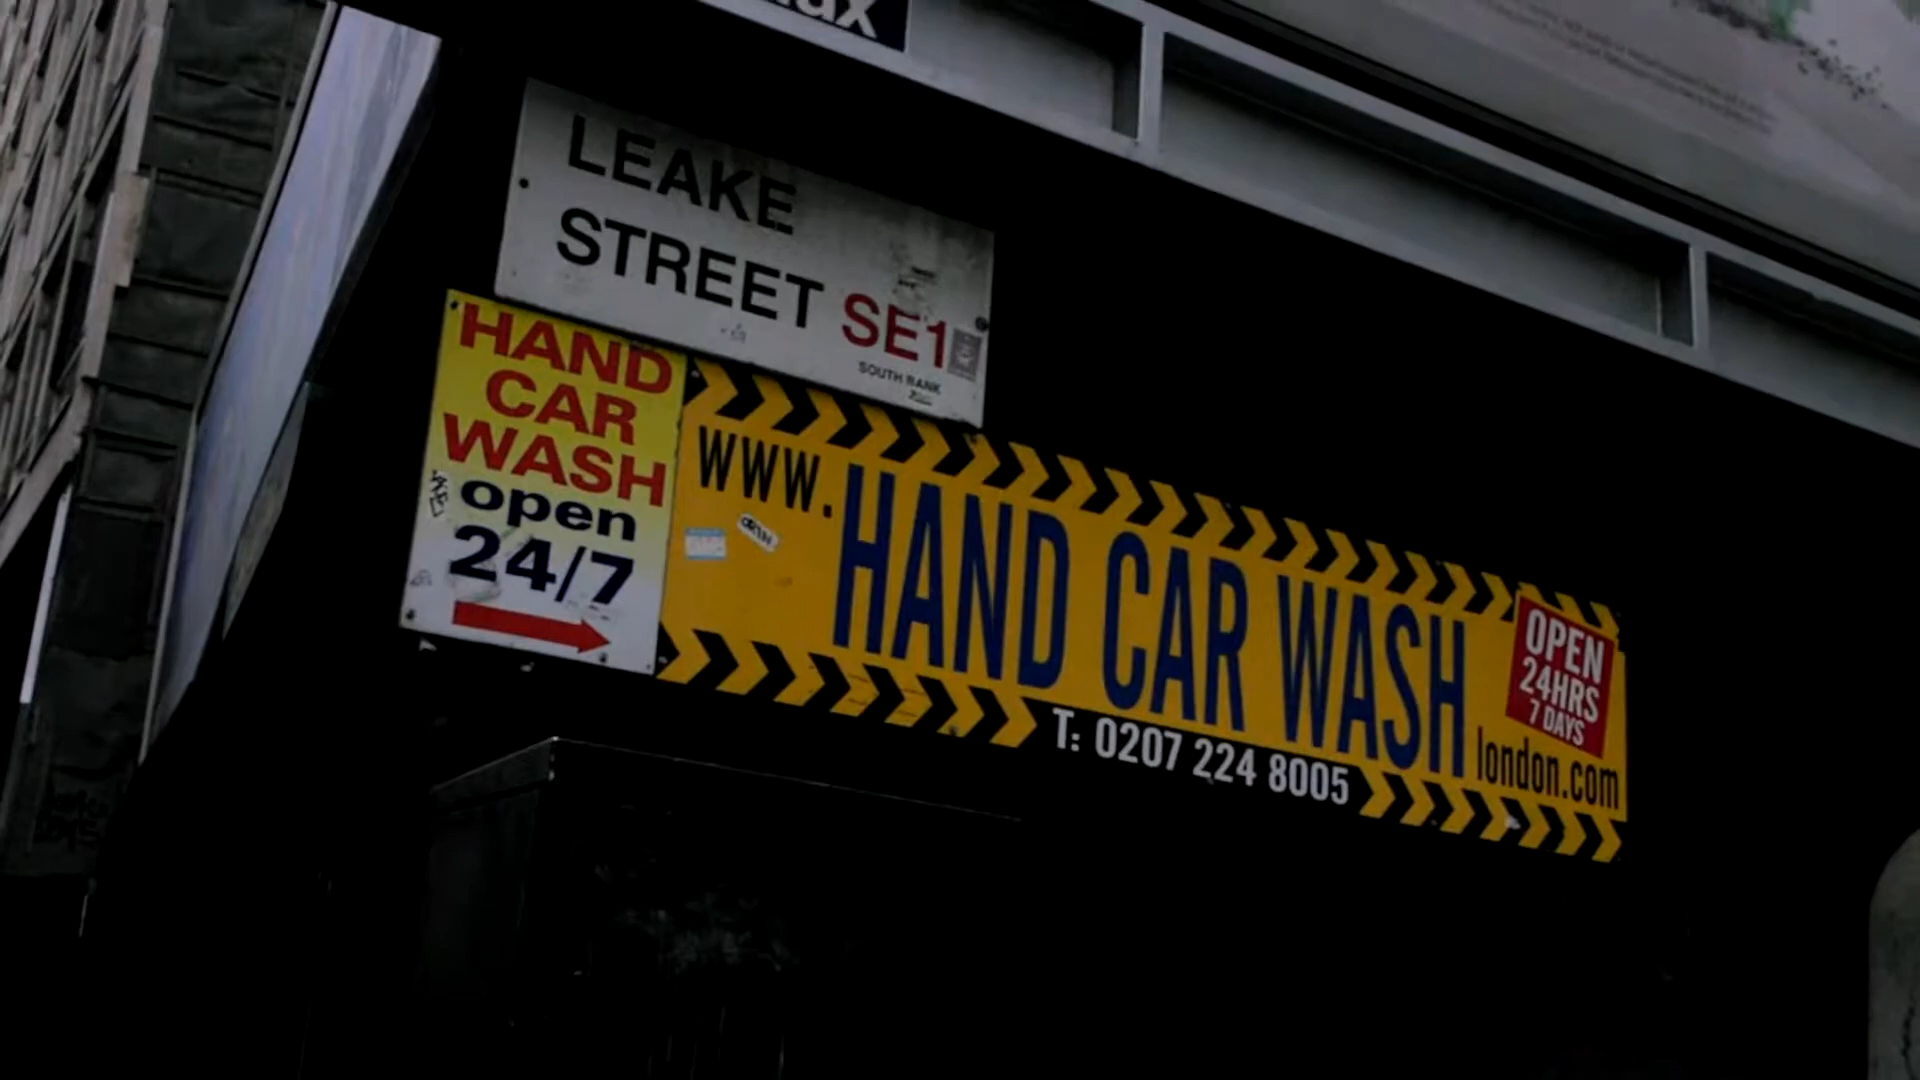 LEAKE
STREET SE1
SOUTH BANK
HAND
CAR
WASH
open
24/7
www.HAND CAR WASH.london.com
OPEN
24HRS
7 DAYS
T: 0207 224 8005